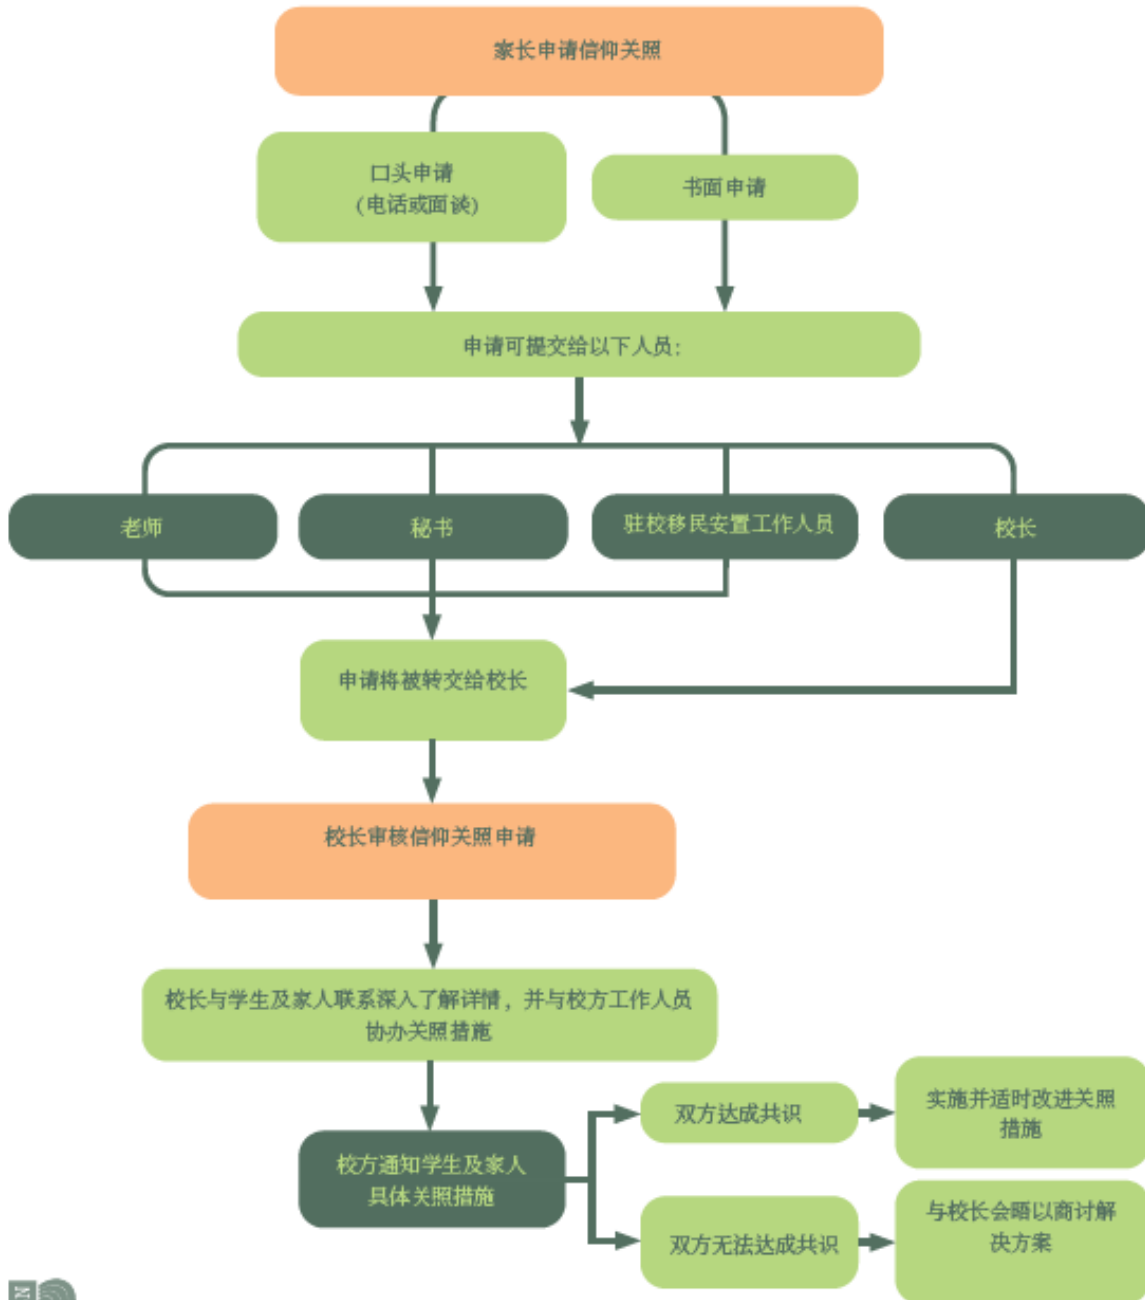 家长申请信仰关照
口头申请
(电话或面谈)
书面申请
申请可提交给以下人员：
老师
秘书
驻校移民安置工作人员
校长
申请将被转交给校长
校长审核信仰关照申请
校长与学生及家人联系深入了解详情，并与校方工作人员
协办关照措施
校方通知学生及家人
具体关照措施
双方达成共识
实施并适时改进关照
措施
双方无法达成共识
与校长会晤以商讨解
决方案